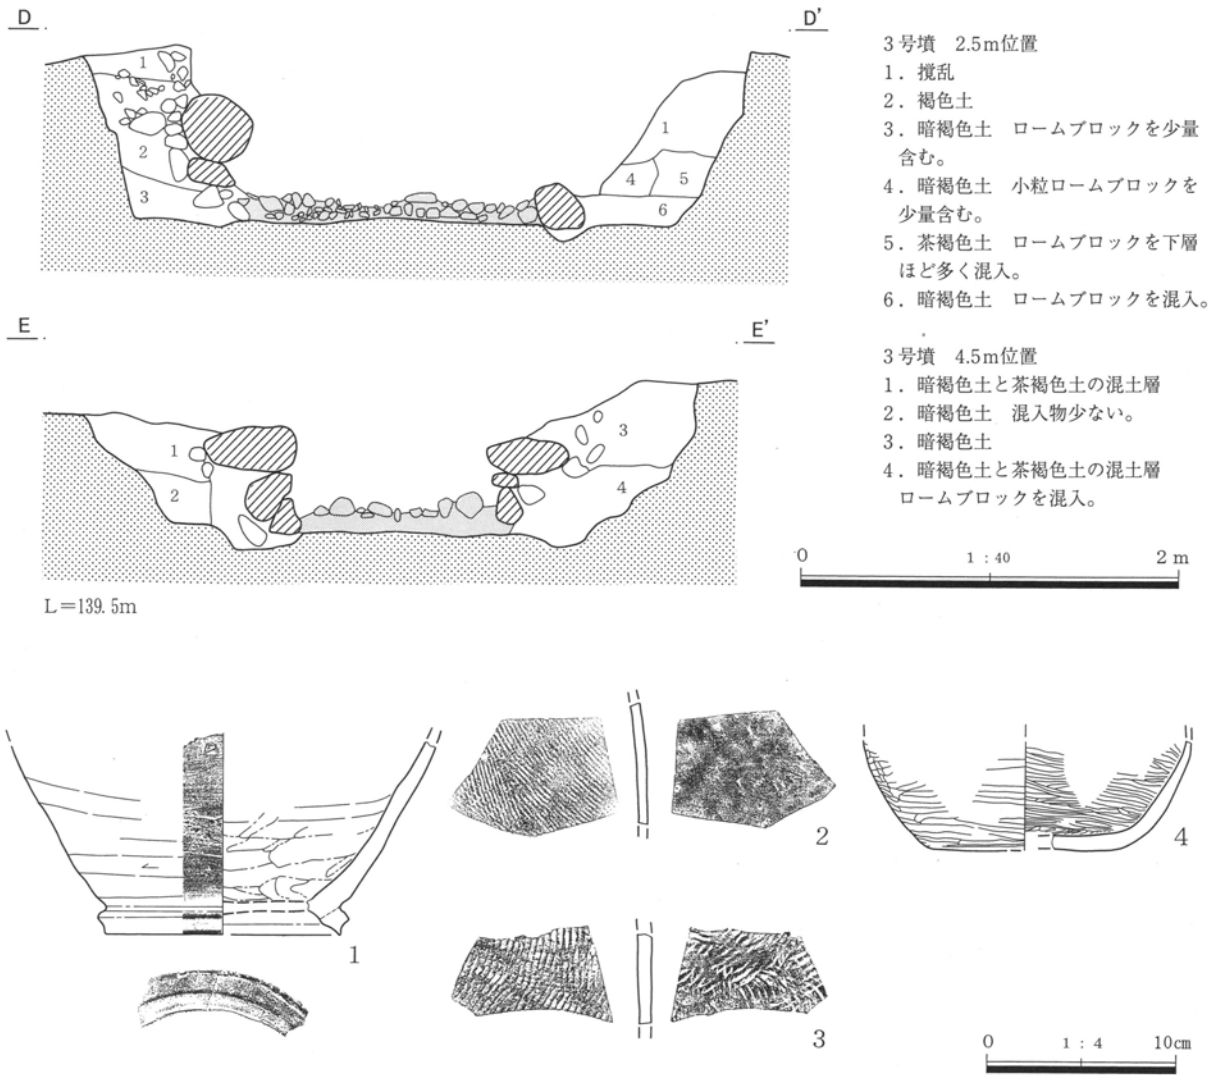 D
D'
1
2
3
1
4
5
6
E
E'
1
2
3
4
L＝139.5m
3号墳　2.5m位置
1．撹乱
2．褐色土
3．暗褐色土　ロームブロックを少量
含む。
4．暗褐色土　小粒ロームブロックを
少量含む。
5．茶褐色土　ロームブロックを下層
ほど多く混入。
6．暗褐色土　ロームブロックを混入。
3号墳　4.5m位置
1．暗褐色土と茶褐色土の混土層
2．暗褐色土　混入物少ない。
3．暗褐色土
4．暗褐色土と茶褐色土の混土層
ロームブロックを混入。
0　1：40　2m
1
2
3
4
0　1：4　10cm